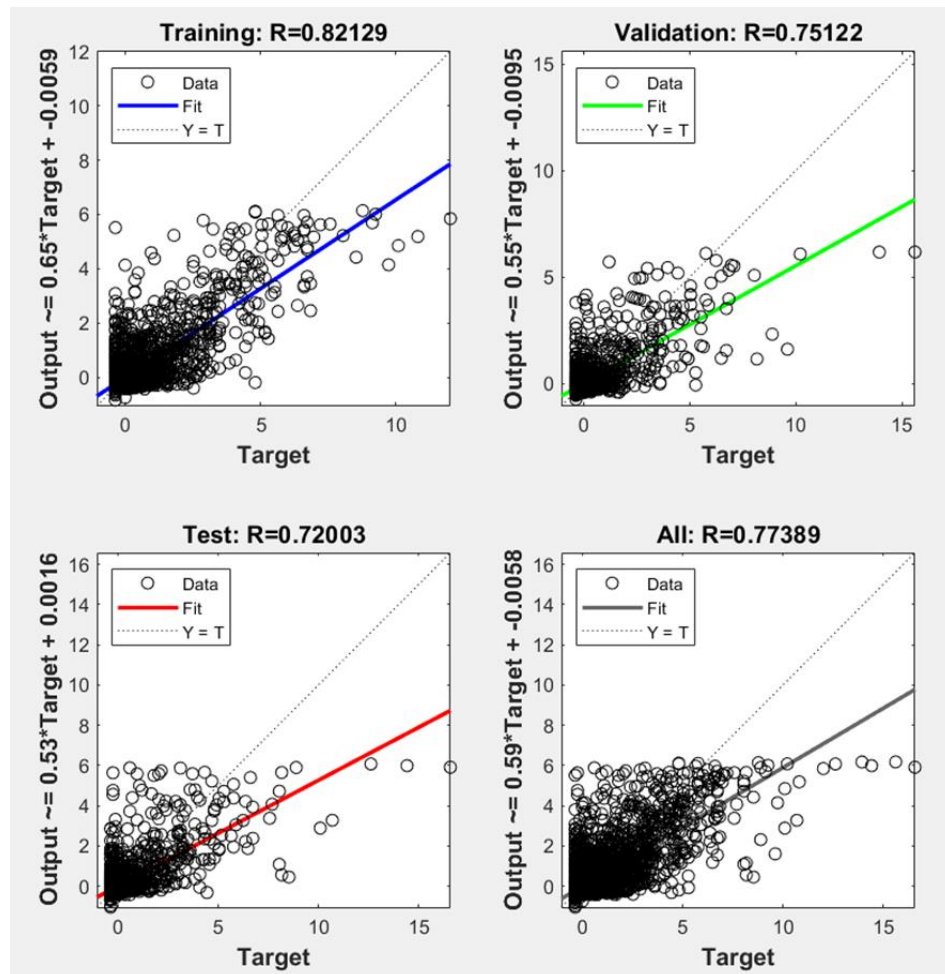 Training: R=0.82129
Output ~= 0.65*Target + -0.0059
12
10
8
6
4
2
0
Data
Fit
Y = T
0
5
10
Target
Validation: R=0.75122
Output ~= 0.55*Target + -0.0095
15
10
5
0
Data
Fit
Y = T
0
5
10
15
Target
Test: R=0.72003
Output ~= 0.53*Target + 0.0016
16
14
12
10
8
6
4
2
0
Data
Fit
Y = T
0
5
10
15
Target
All: R=0.77389
Output ~= 0.59*Target + -0.0058
16
14
12
10
8
6
4
2
0
Data
Fit
Y = T
0
5
10
15
Target